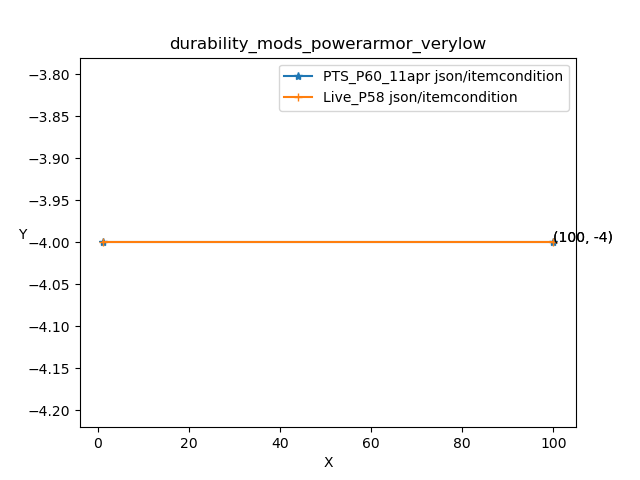 durability_mods_powerarmor_verylow
PTS_P60_11apr json/itemcondition
Live_P58 json/itemcondition
−3.80
−3.85
−3.90
−3.95
Y
−4.00
(100, -4)
−4.05
−4.10
−4.15
−4.20
0 20 40 60 80 100
X